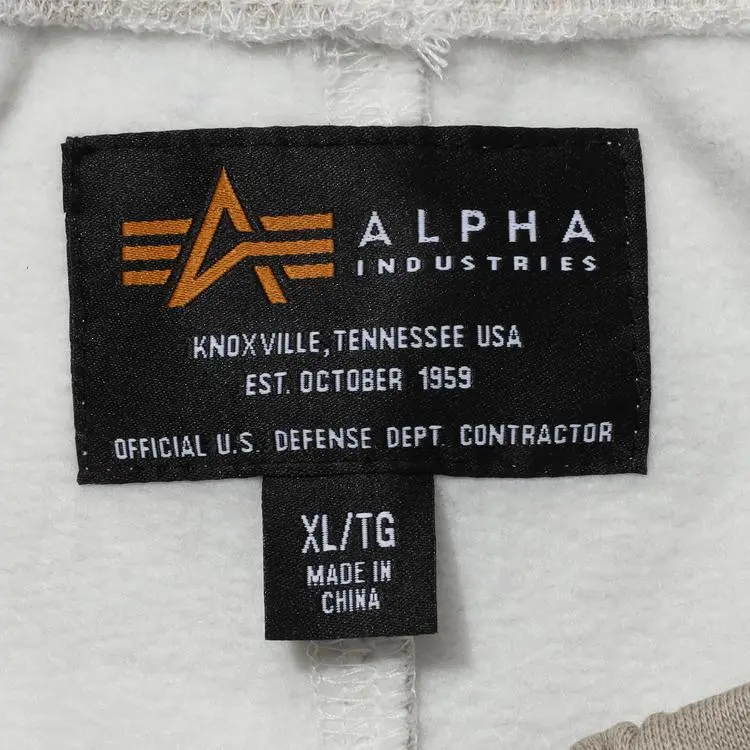 ALPHA
INDUSTRIES
KNOXVILLE, TENNESSEE USA
EST. OCTOBER 1959
OFFICIAL U.S. DEFENSE DEPT. CONTRACTOR
XL/TG
MADE IN
CHINA